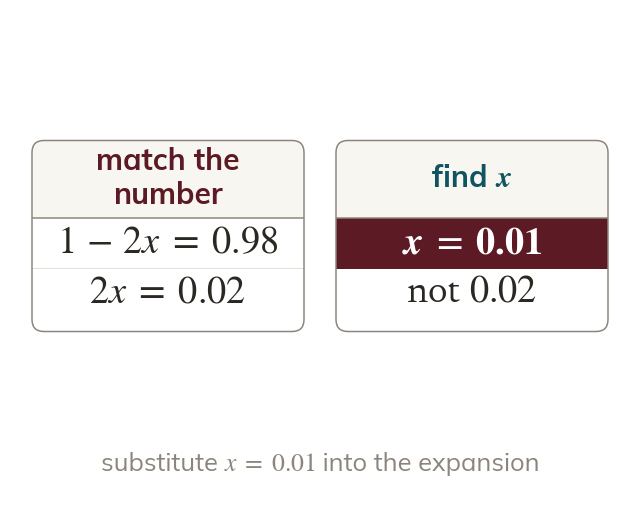 match the
number
1 − 2x = 0.98
2x = 0.02
find x
x = 0.01
not 0.02
substitute x = 0.01 into the expansion